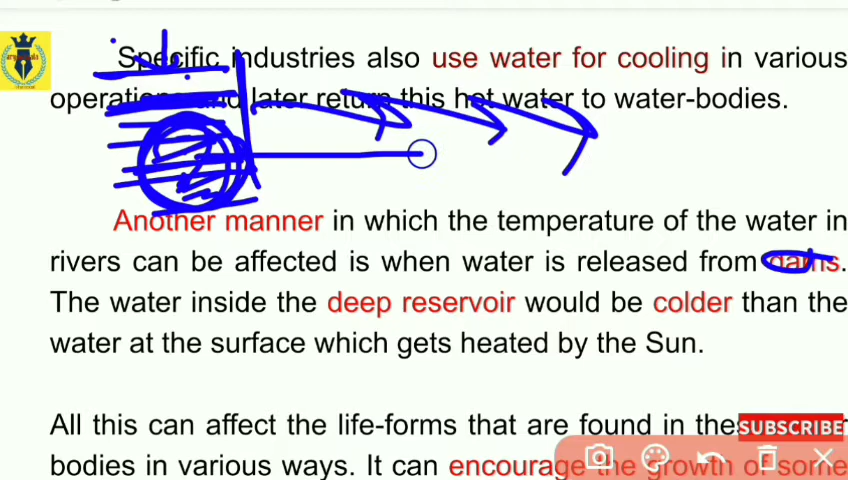 Specific industries also use water for cooling in various
operations and later return this hot water to water-bodies.
Another manner in which the temperature of the water in
rivers can be affected is when water is released from dams.
The water inside the deep reservoir would be colder than the
water at the surface which gets heated by the Sun.
All this can affect the life-forms that are found in
SUBSCRIBE
bodies in various ways. It can encourage the growth of some